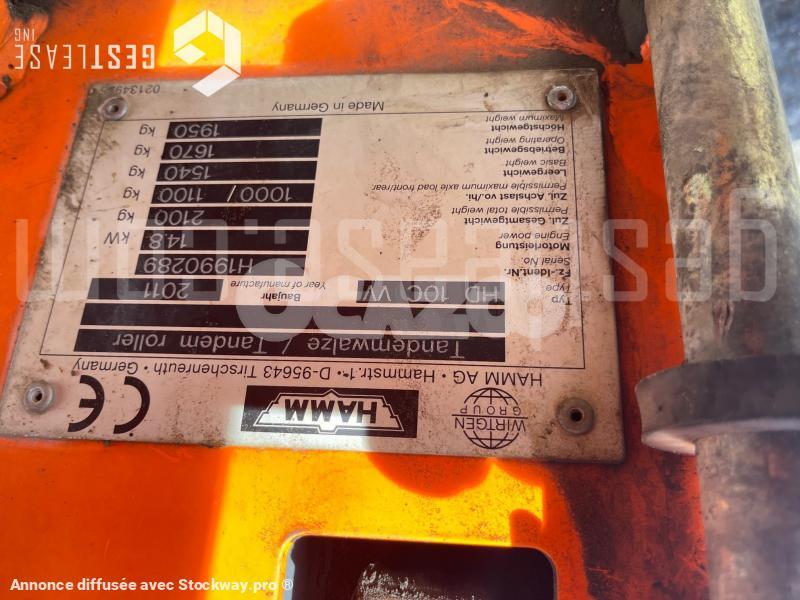 WIRTGEN GROUP
HAMM
CE
HAMM AG • Hammstr. 1 • D-95643 Tirschenreuth • Germany
Tandemwalze / Tandem roller
Typ
Type
HD 10C VV
Baujahr
Year of manufacture
2011
Fz.-Ident.Nr.
Serial No.
H1990289
Motorleistung
Engine power
14.8 kW
Zul. Gesamtgewicht
Permissible total weight
2100 kg
Zul. Achslast vo./hi.
Permissible maximum axle load front/rear
1000 / 1100 kg
Leergewicht
Basic weight
1540 kg
Betriebsgewicht
Operating weight
1670 kg
Höchstgewicht
Maximum weight
1950 kg
Made in Germany
GESTLEASE
ING
OCAZOO
Annonce diffusée avec Stockway.pro ®